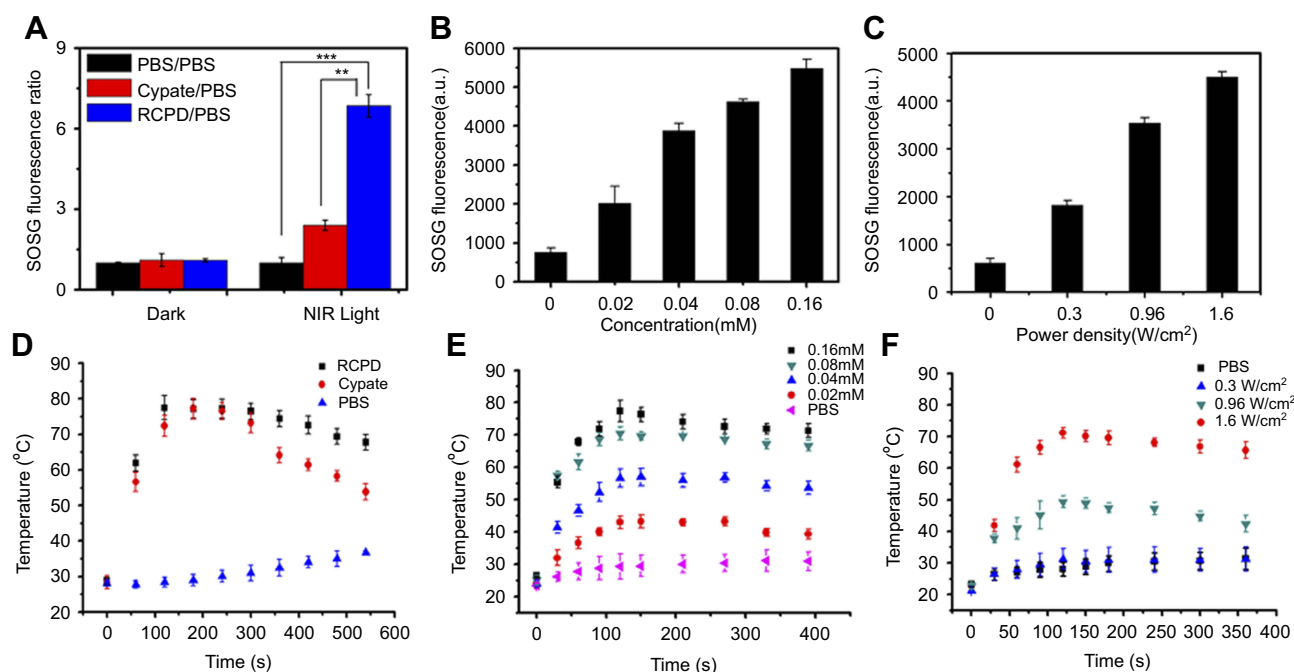 A
SOSG fluorescence ratio
9
6
3
0
PBS/PBS
Cypate/PBS
RCPD/PBS
***
**
Dark NIR Light
B
SOSG fluorescence(a.u.)
6000
5000
4000
3000
2000
1000
0
0 0.02 0.04 0.08 0.16
Concentration(mM)
C
SOSG fluorescence(a.u.)
5000
4000
3000
2000
1000
0
0 0.3 0.96 1.6
Power density(W/cm²)
D
Temperature (°C)
90
80
70
60
50
40
30
20
RCPD
Cypate
PBS
0 100 200 300 400 500 600
Time (s)
E
Temperature (°C)
90
80
70
60
50
40
30
20
0.16mM
0.08mM
0.04mM
0.02mM
PBS
0 100 200 300 400
Time (s)
F
Temperature (°C)
90
80
70
60
50
40
30
20
PBS
0.3 W/cm²
0.96 W/cm²
1.6 W/cm²
0 50 100 150 200 250 300 350 400
Time (s)